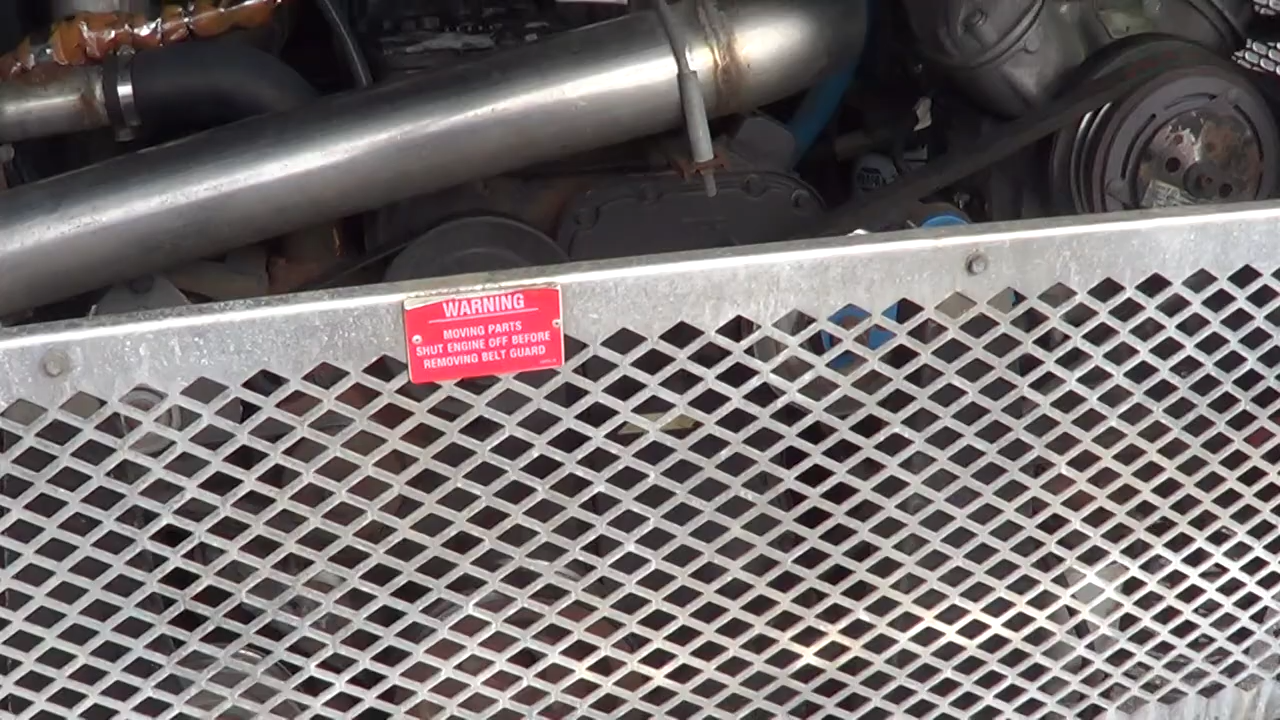 WARNING
MOVING PARTS
SHUT ENGINE OFF BEFORE
REMOVING BELT GUARD